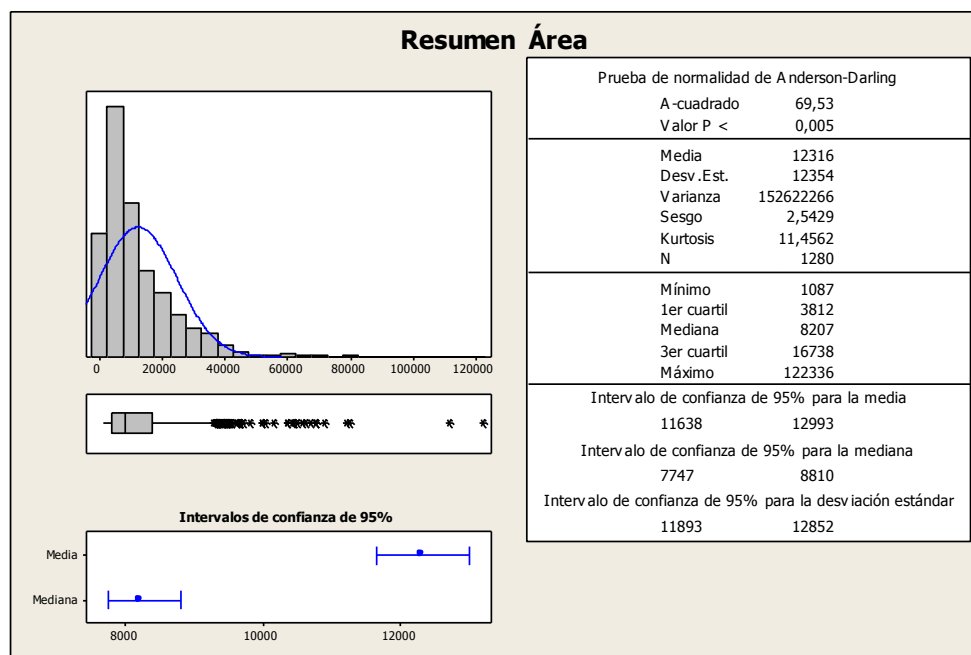 Resumen Área
0 20000 40000 60000 80000 100000 120000
Intervalos de confianza de 95%
Media
Mediana
8000 10000 12000
Prueba de normalidad de Anderson-Darling
A-cuadrado 69,53
Valor P < 0,005
Media 12316
Desv.Est. 12354
Varianza 152622266
Sesgo 2,5429
Kurtosis 11,4562
N 1280
Mínimo 1087
1er cuartil 3812
Mediana 8207
3er cuartil 16738
Máximo 122336
Intervalo de confianza de 95% para la media
11638 12993
Intervalo de confianza de 95% para la mediana
7747 8810
Intervalo de confianza de 95% para la desviación estándar
11893 12852